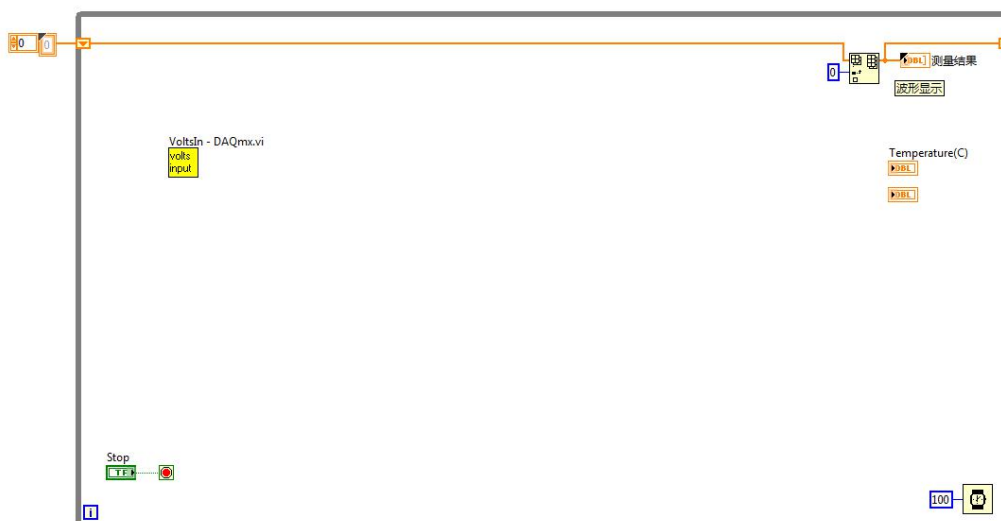 0
0
0
DBL
测量结果
波形显示
VoltsIn - DAQmx.vi
volts
input
Temperature(C)
DBL
DBL
Stop
TF
100
i